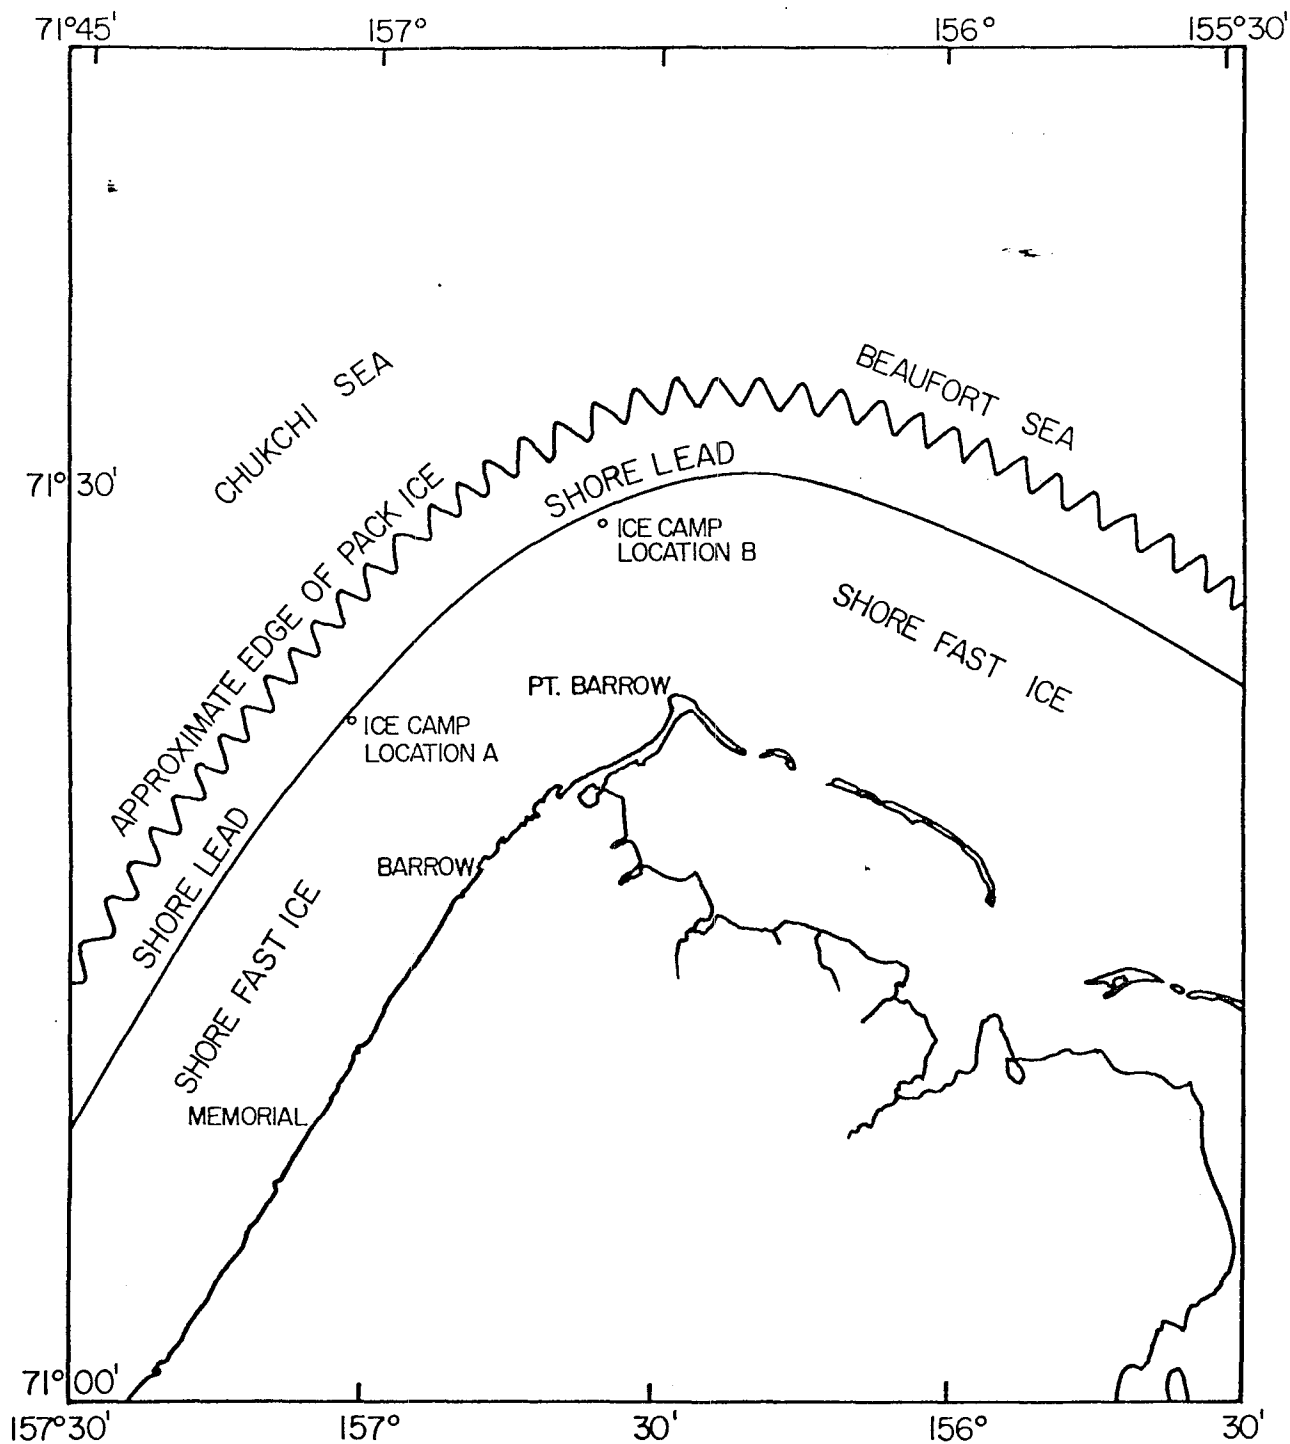 71°45'
157°
156°
155°30'
CHUKCHI SEA
BEAUFORT SEA
71°30'
APPROXIMATE EDGE OF PACK ICE
SHORE LEAD
ICE CAMP
LOCATION B
SHORE FAST ICE
PT. BARROW
ICE CAMP
LOCATION A
SHORE LEAD
BARROW
SHORE FAST ICE
MEMORIAL
71°00'
157°30'
157°
30'
156°
30'